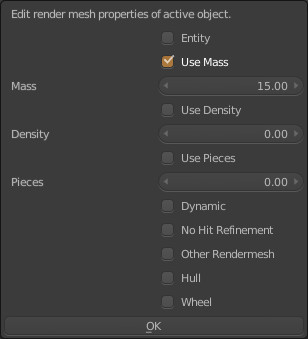 Edit render mesh properties of active object.
Entity
Use Mass
Mass 15.00
Use Density
Density 0.00
Use Pieces
Pieces 0.00
Dynamic
No Hit Refinement
Other Rendermesh
Hull
Wheel
OK